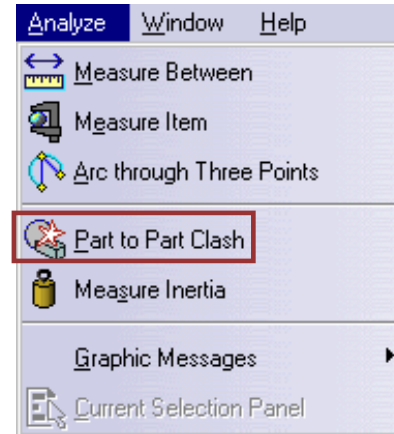 Analyze Window Help
Measure Between
Measure Item
Arc through Three Points
Part to Part Clash
Measure Inertia
Graphic Messages
Current Selection Panel